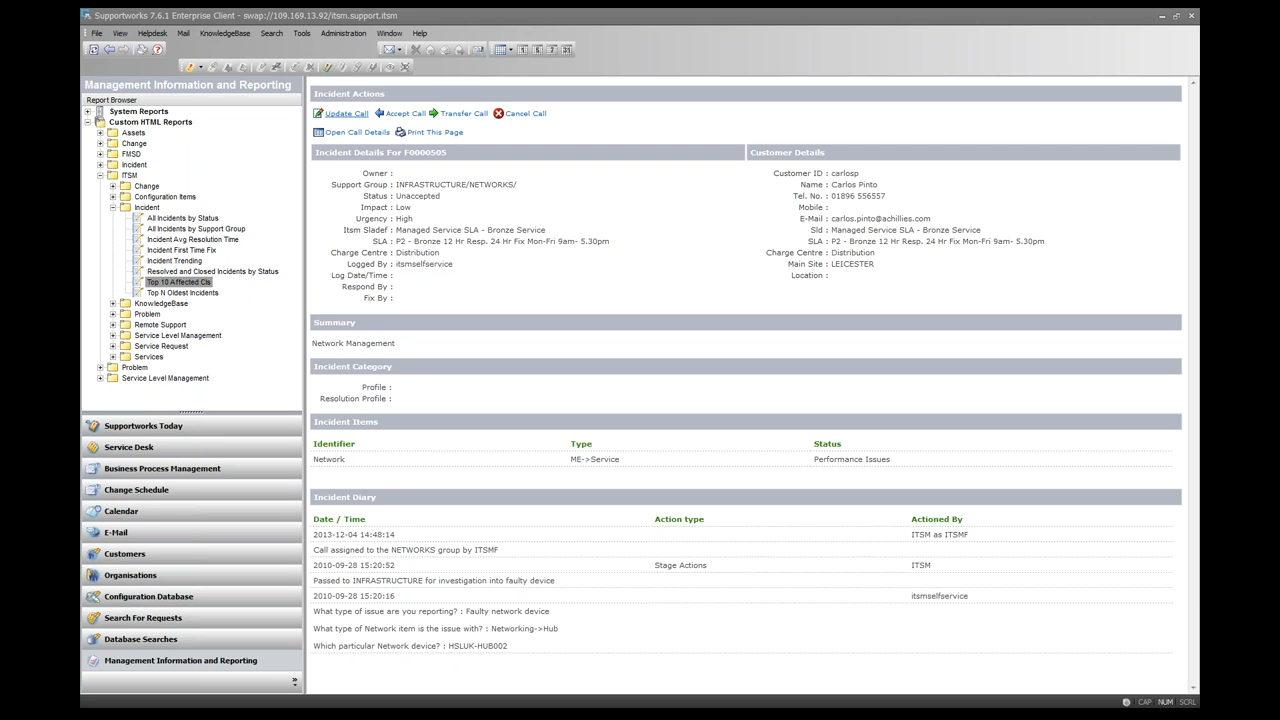 Supportworks 7.6.1 Enterprise Client - swap://109.169.13.92/itsm.support.itsm
File View Helpdesk Mail KnowledgeBase Search Tools Administration Window Help
Management Information and Reporting
Report Browser
System Reports
Custom HTML Reports
Assets
Change
FMSD
Incident
ITSM
Change
Configuration Items
Incident
All Incidents by Status
All Incidents by Support Group
Incident Avg Resolution Time
Incident First Time Fix
Incident Trending
Resolved and Closed Incidents by Status
Top 10 Affected CIs
Top N Oldest Incidents
KnowledgeBase
Problem
Remote Support
Service Level Management
Service Request
Services
Problem
Service Level Management
Supportworks Today
Service Desk
Business Process Management
Change Schedule
Calendar
E-Mail
Customers
Organisations
Configuration Database
Search For Requests
Database Searches
Management Information and Reporting
Incident Actions
Update Call Accept Call Transfer Call Cancel Call
Open Call Details Print This Page
Incident Details For F0000505
Owner :
Support Group : INFRASTRUCTURE/NETWORKS/
Status : Unaccepted
Impact : Low
Urgency : High
Itsm Sladef : Managed Service SLA - Bronze Service
SLA : P2 - Bronze 12 Hr Resp. 24 Hr Fix Mon-Fri 9am- 5.30pm
Charge Centre : Distribution
Logged By : itsmselfservice
Log Date/Time :
Respond By :
Fix By :
Customer Details
Customer ID : carlosp
Name : Carlos Pinto
Tel. No. : 01896 556557
Mobile :
E-Mail : carlos.pinto@achillies.com
Sld : Managed Service SLA - Bronze Service
SLA : P2 - Bronze 12 Hr Resp. 24 Hr Fix Mon-Fri 9am- 5.30pm
Charge Centre : Distribution
Main Site : LEICESTER
Location :
Summary
Network Management
Incident Category
Profile :
Resolution Profile :
Incident Items
Identifier Type Status
Network ME->Service Performance Issues
Incident Diary
Date / Time Action type Actioned By
2013-12-04 14:48:14 ITSM as ITSMF
Call assigned to the NETWORKS group by ITSMF
2010-09-28 15:20:52 Stage Actions ITSM
Passed to INFRASTRUCTURE for investigation into faulty device
2010-09-28 15:20:16 itsmselfservice
What type of issue are you reporting? : Faulty network device
What type of Network item is the issue with? : Networking->Hub
Which particular Network device? : HSLUK-HUB002
CAP NUM SCRL